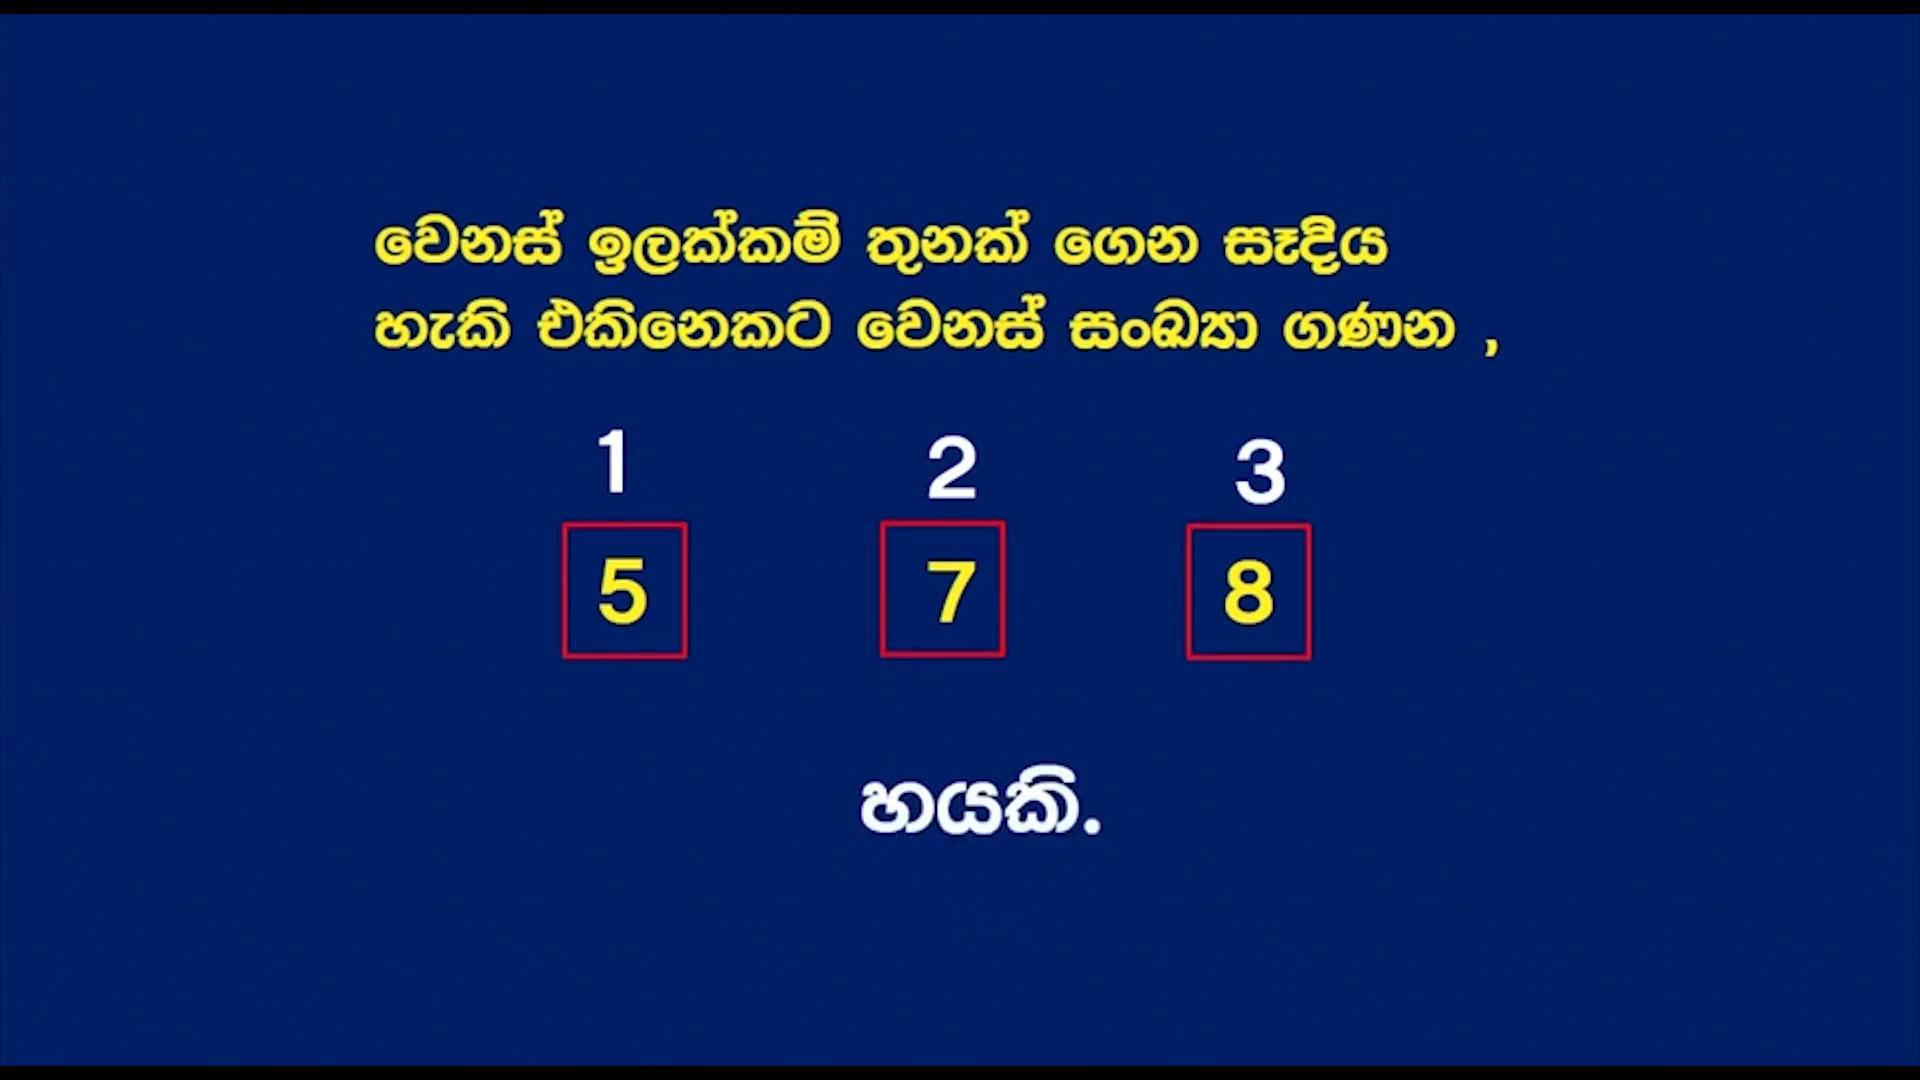 වෙනස් ඉලක්කම් තුනක් ගෙන සෑදිය
හැකි එකිනෙකට වෙනස් සංඛ්‍යා ගණන ,
1 2 3
5 7 8
හයකි.